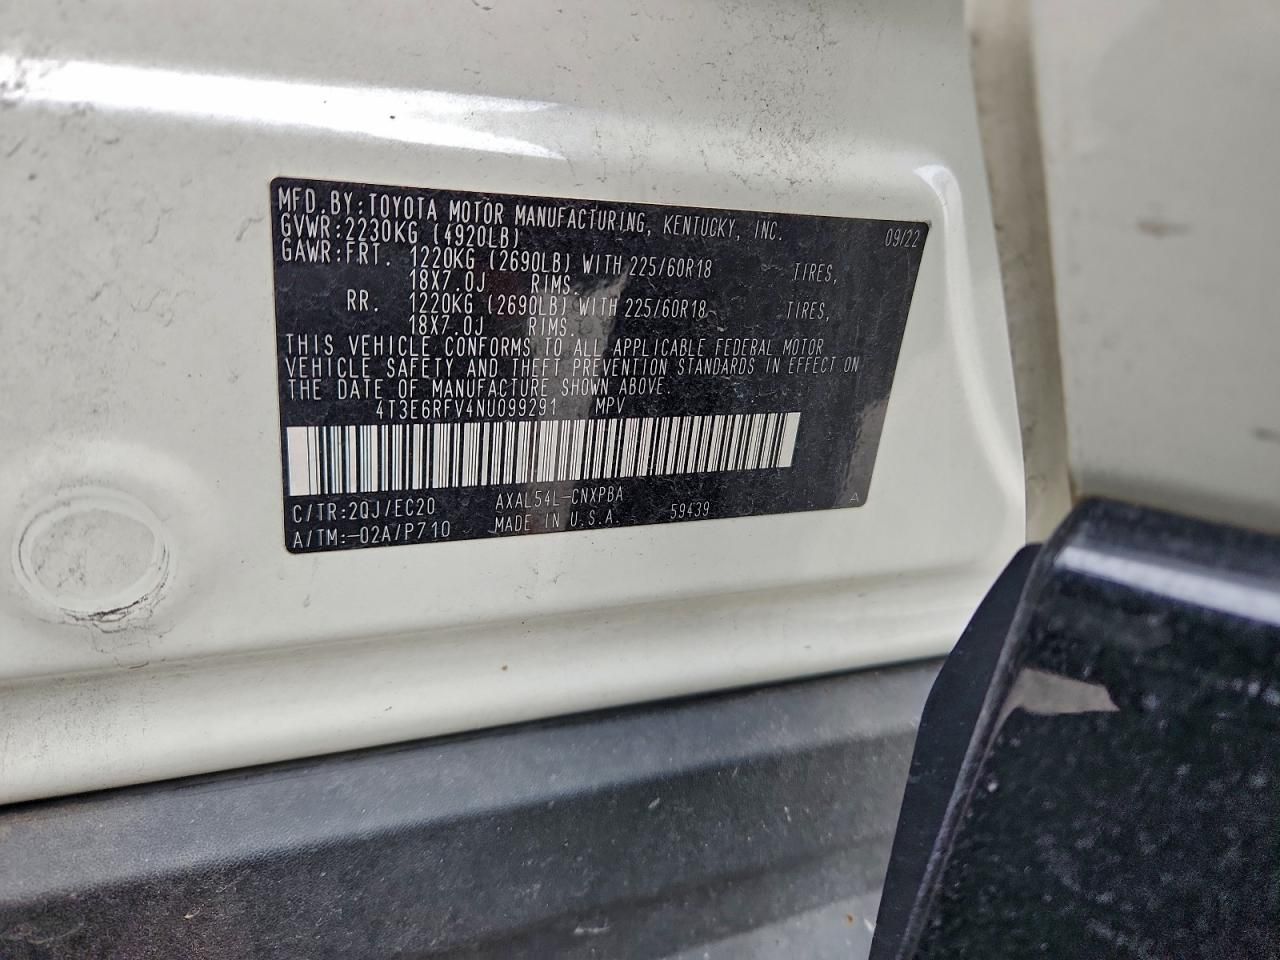 MFD.BY:TOYOTA MOTOR MANUFACTURING, KENTUCKY, INC. 09/22
GVWR:2230KG (4920LB)
GAWR:FRT. 1220KG (2690LB) WITH 225/60R18 TIRES,
18X7.0J RIMS.
RR. 1220KG (2690LB) WITH 225/60R18 TIRES,
18X7.0J RIMS.
THIS VEHICLE CONFORMS TO ALL APPLICABLE FEDERAL MOTOR
VEHICLE SAFETY AND THEFT PREVENTION STANDARDS IN EFFECT ON
THE DATE OF MANUFACTURE SHOWN ABOVE.
4T3E6RFV4NU099291 MPV
C/TR:2QJ/EC20 AXAL54L-CNXPBA
A/TM:-02A/P710 MADE IN U.S.A. 59439 A